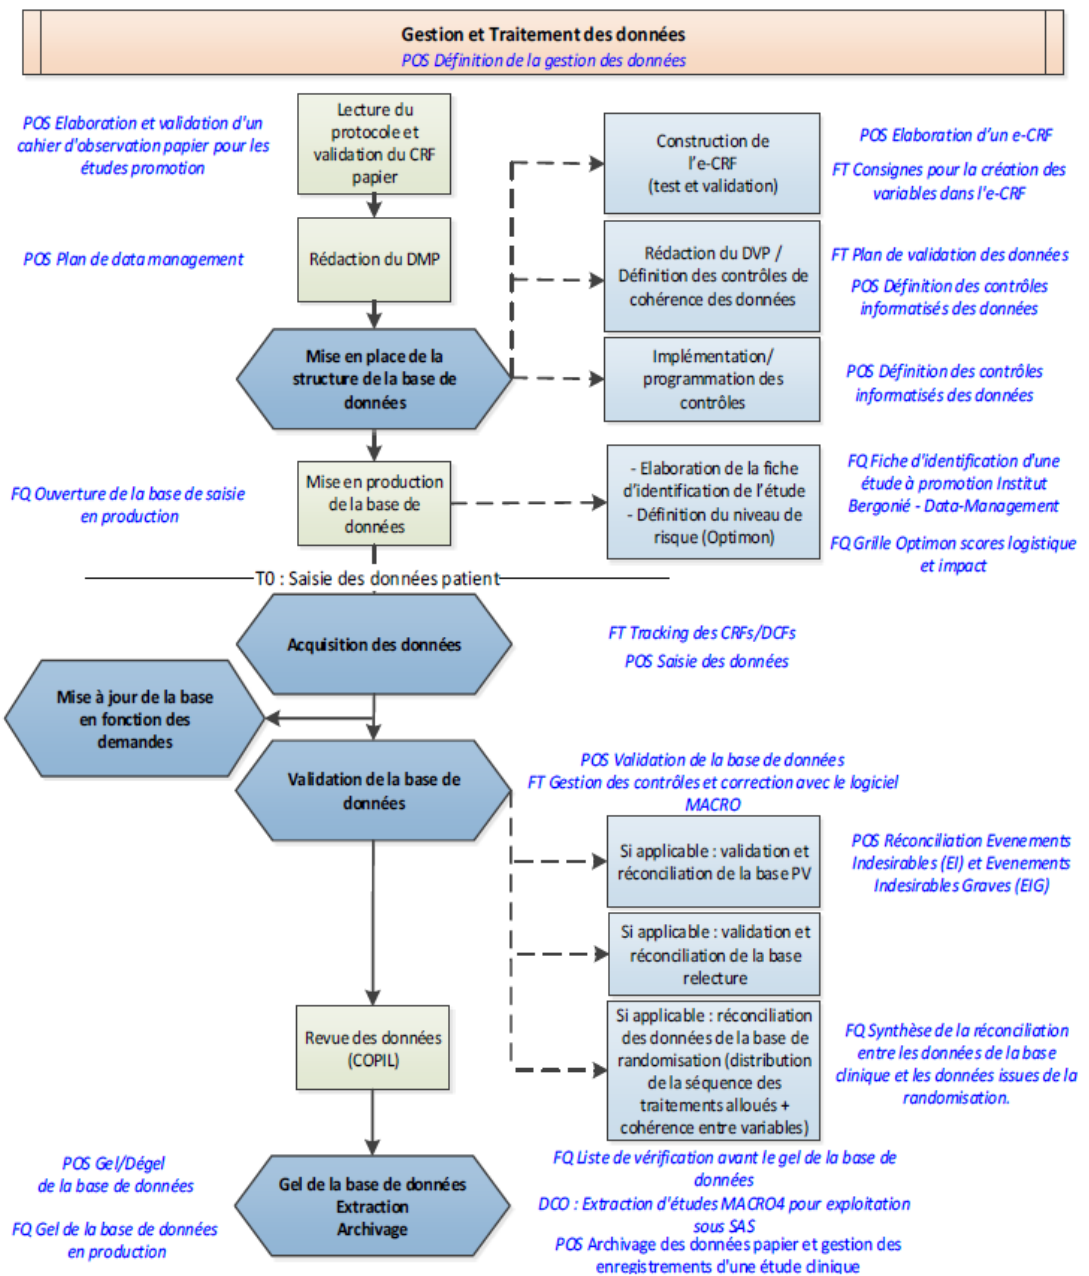 Gestion et Traitement des données
POS Définition de la gestion des données
POS Elaboration et validation d'un
cahier d'observation papier pour les
études promotion
Lecture du
protocole et
validation du CRF
papier
Construction de
l'e-CRF
(test et validation)
POS Elaboration d'un e-CRF
FT Consignes pour la création des
variables dans l'e-CRF
POS Plan de data management
Rédaction du DMP
Rédaction du DVP /
Définition des contrôles de
cohérence des données
FT Plan de validation des données
POS Définition des contrôles
informatisés des données
Mise en place de la
structure de la base de
données
Implémentation/
programmation des
contrôles
POS Définition des contrôles
informatisés des données
FQ Ouverture de la base de saisie
en production
Mise en production
de la base de
données
- Elaboration de la fiche
d'identification de l'étude
- Définition du niveau de
risque (Optimon)
FQ Fiche d'identification d'une
étude à promotion Institut
Bergonié - Data-Management
FQ Grille Optimon scores logistique
et impact
T0 : Saisie des données patient
Acquisition des données
FT Tracking des CRFs/DCFs
POS Saisie des données
Mise à jour de la base
en fonction des
demandes
Validation de la base de
données
POS Validation de la base de données
FT Gestion des contrôles et correction avec le logiciel
MACRO
Si applicable : validation et
réconciliation de la base PV
POS Réconciliation Evenements
Indesirables (EI) et Evenements
Indesirables Graves (EIG)
Si applicable : validation et
réconciliation de la base
relecture
Revue des données
(COPIL)
Si applicable : réconciliation
des données de la base de
randomisation (distribution
de la séquence des
traitements alloués +
cohérence entre variables)
FQ Synthèse de la réconciliation
entre les données de la base
clinique et les données issues de la
randomisation.
POS Gel/Dégel
de la base de données
FQ Gel de la base de données
en production
Gel de la base de données
Extraction
Archivage
FQ Liste de vérification avant le gel de la base de
données
DCO : Extraction d'études MACRO4 pour exploitation
sous SAS
POS Archivage des données papier et gestion des
enregistrements d'une étude clinique